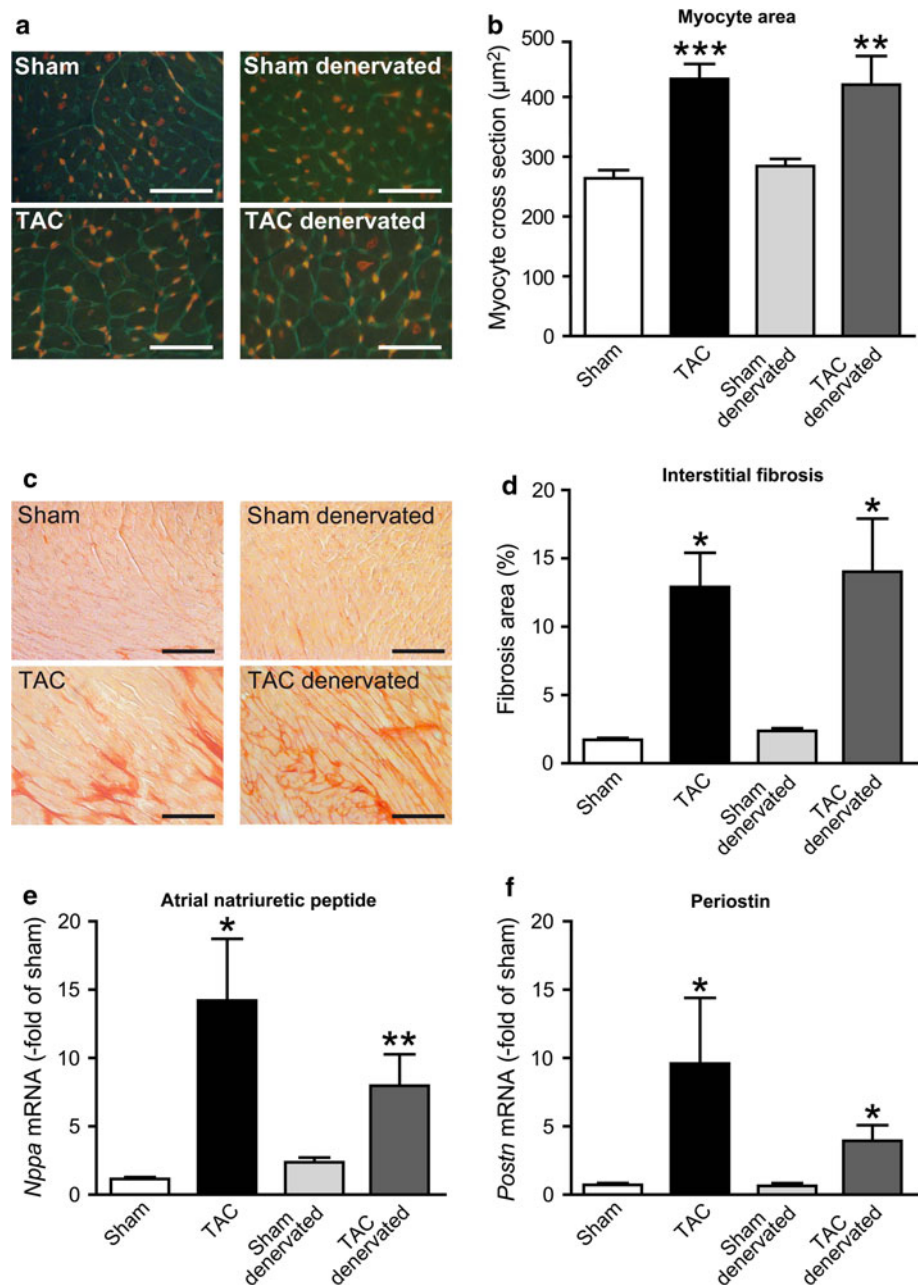 a
Sham
Sham denervated
TAC
TAC denervated
b
Myocyte area
Myocyte cross section (µm²)
500
400
300
200
100
0
***
**
Sham
TAC
Sham
denervated
TAC
denervated
c
Sham
Sham denervated
TAC
TAC denervated
d
Interstitial fibrosis
Fibrosis area (%)
20
15
10
5
0
*
*
Sham
TAC
Sham
denervated
TAC
denervated
e
Atrial natriuretic peptide
Nppa mRNA (-fold of sham)
20
15
10
5
0
*
**
Sham
TAC
Sham
denervated
TAC
denervated
f
Periostin
Postn mRNA (-fold of sham)
20
15
10
5
0
*
*
Sham
TAC
Sham
denervated
TAC
denervated